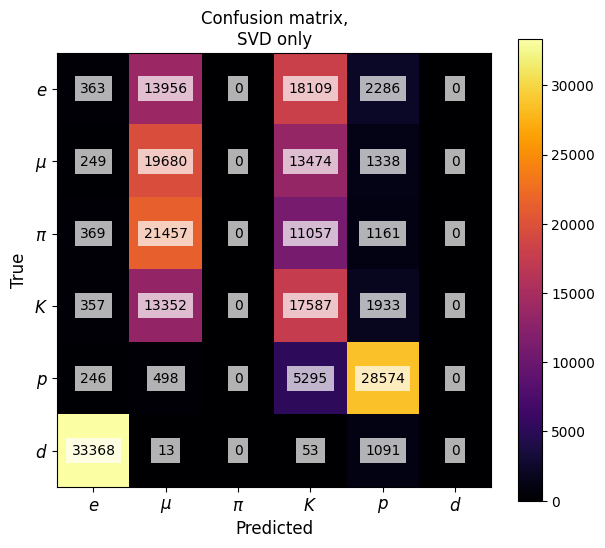 Confusion matrix,
SVD only
True
e 363 13956 0 18109 2286 0
μ 249 19680 0 13474 1338 0
π 369 21457 0 11057 1161 0
K 357 13352 0 17587 1933 0
p 246 498 0 5295 28574 0
d 33368 13 0 53 1091 0
e μ π K p d
Predicted
30000
25000
20000
15000
10000
5000
0